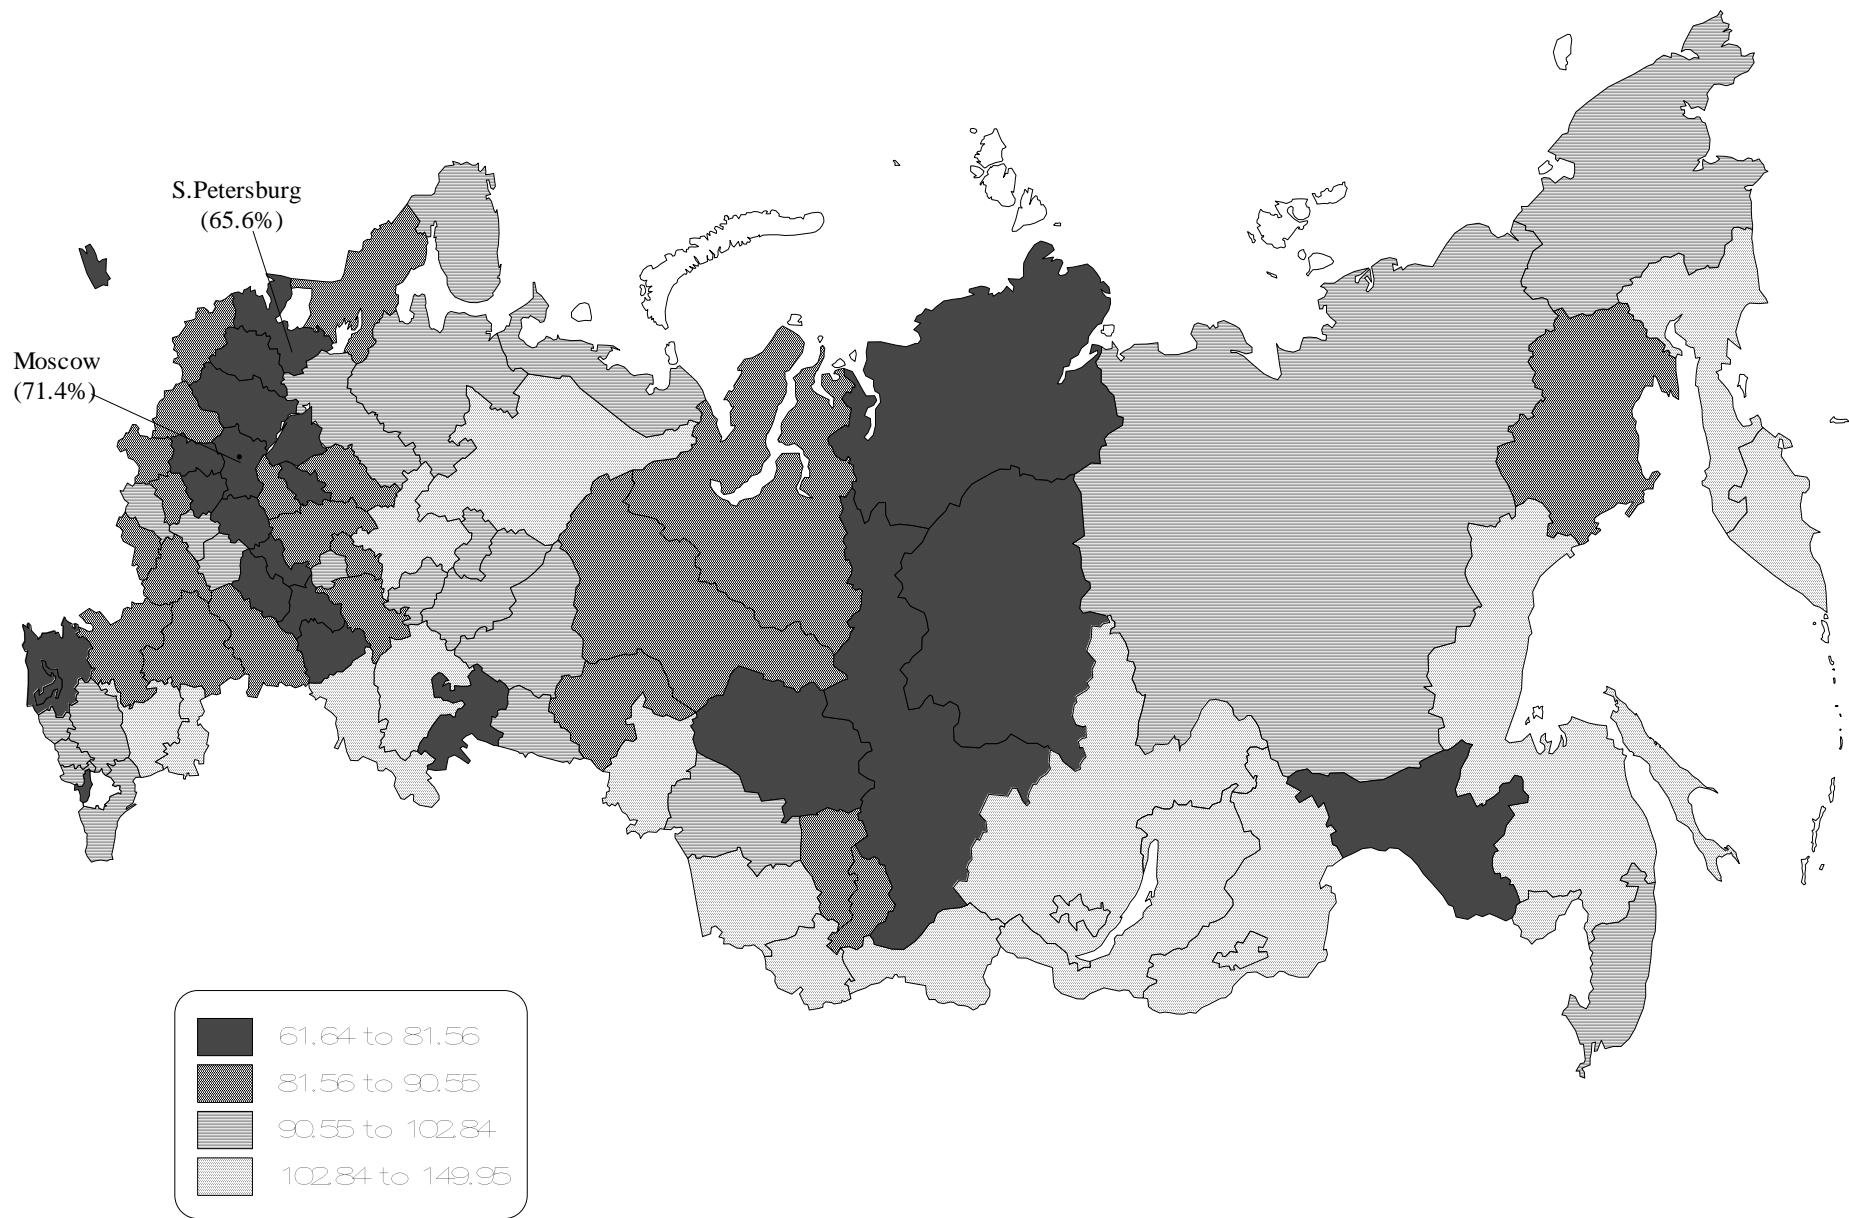 S.Petersburg
(65.6%)
Moscow
(71.4%)
61.64 to 81.56
81.56 to 90.55
90.55 to 102.84
102.84 to 149.95